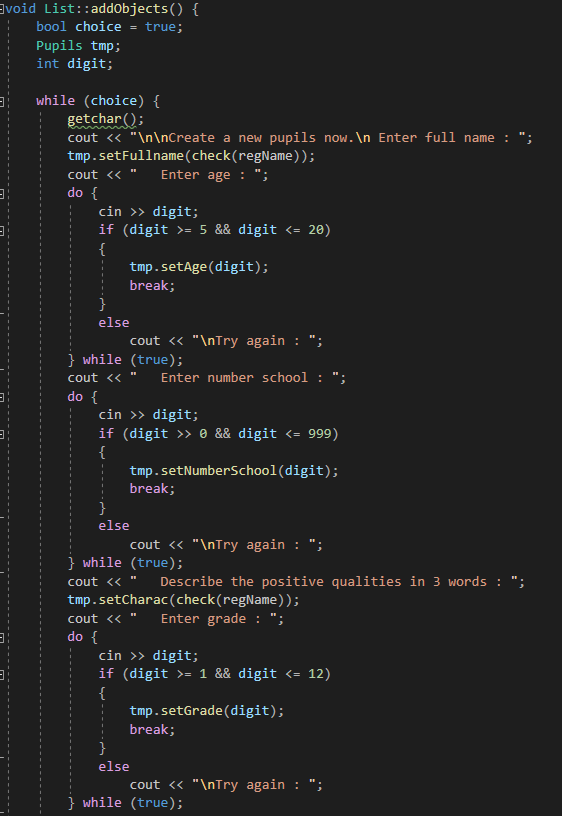 void List::addObjects() {
bool choice = true;
Pupils tmp;
int digit;
while (choice) {
getchar();
cout << "\n\nCreate a new pupils now.\n Enter full name : ";
tmp.setFullname(check(regName));
cout << "   Enter age : ";
do {
cin >> digit;
if (digit >= 5 && digit <= 20)
{
tmp.setAge(digit);
break;
}
else
cout << "\nTry again : ";
} while (true);
cout << "   Enter number school : ";
do {
cin >> digit;
if (digit >> 0 && digit <= 999)
{
tmp.setNumberSchool(digit);
break;
}
else
cout << "\nTry again : ";
} while (true);
cout << "   Describe the positive qualities in 3 words : ";
tmp.setCharac(check(regName));
cout << "   Enter grade : ";
do {
cin >> digit;
if (digit >= 1 && digit <= 12)
{
tmp.setGrade(digit);
break;
}
else
cout << "\nTry again : ";
} while (true);